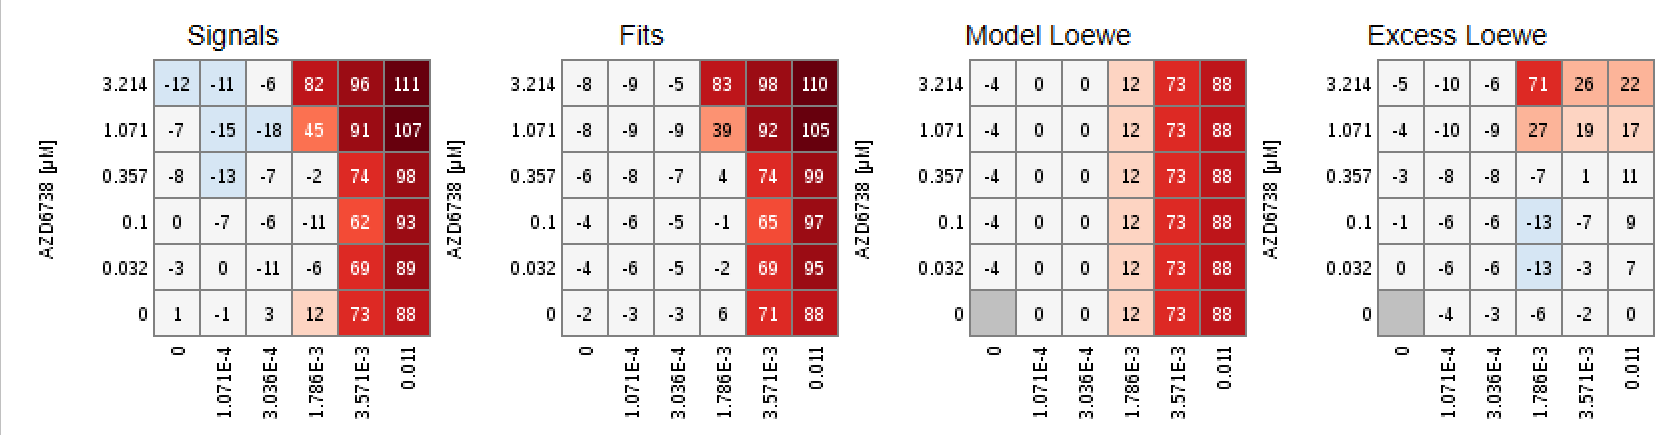 Signals Fits Model Loewe Excess Loewe
3.214 -12 -11 -6 82 96 111 3.214 -8 -9 -5 83 98 110 3.214 -4 0 0 12 73 88 3.214 -5 -10 -6 71 26 22
1.071 -7 -15 -18 45 91 107 1.071 -8 -9 -9 39 92 105 1.071 -4 0 0 12 73 88 1.071 -4 -10 -9 27 19 17
0.357 -8 -13 -7 -2 74 98 0.357 -6 -8 -7 4 74 99 0.357 -4 0 0 12 73 88 0.357 -3 -8 -8 -7 1 11
0.1 0 -7 -6 -11 62 93 0.1 -4 -6 -5 -1 65 97 0.1 -4 0 0 12 73 88 0.1 -1 -6 -6 -13 -7 9
0.032 -3 0 -11 -6 69 89 0.032 -4 -6 -5 -2 69 95 0.032 -4 0 0 12 73 88 0.032 0 -6 -6 -13 -3 7
0 1 -1 3 12 73 88 0 -2 -3 -3 6 71 88 0 0 0 12 73 88 0 -4 -3 -6 -2 0
0 1.071E-4 3.036E-4 1.786E-3 3.571E-3 0.011 0 1.071E-4 3.036E-4 1.786E-3 3.571E-3 0.011 0 1.071E-4 3.036E-4 1.786E-3 3.571E-3 0.011 0 1.071E-4 3.036E-4 1.786E-3 3.571E-3 0.011
AZD6738 [µM]
AZD6738 [µM]
AZD6738 [µM]
AZD6738 [µM]